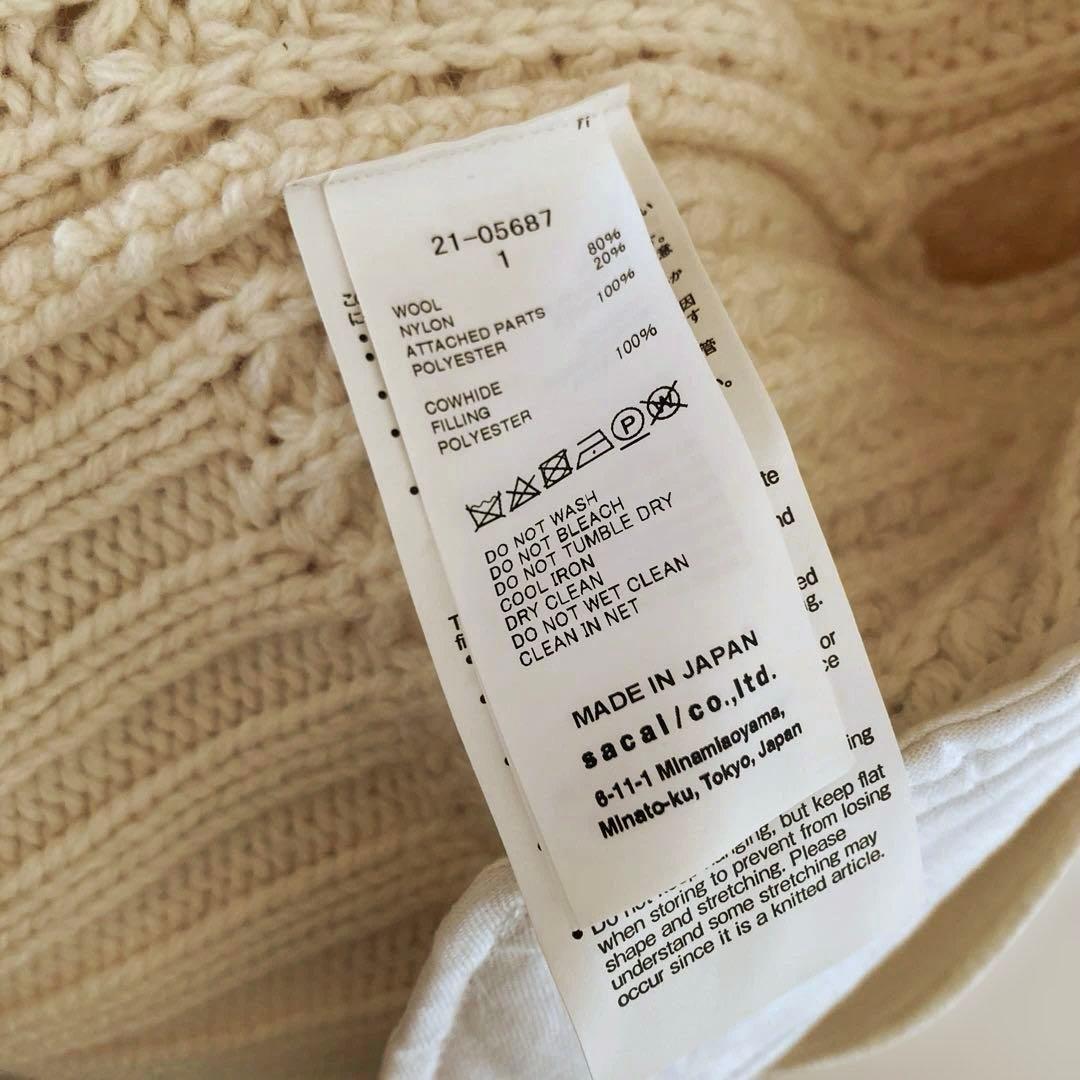 21-05687
1
WOOL 80%
NYLON 20%
ATTACHED PARTS
POLYESTER 100%
COWHIDE
FILLING
POLYESTER 100%
P
W
DO NOT WASH
DO NOT BLEACH
DO NOT TUMBLE DRY
COOL IRON
DRY CLEAN
DO NOT WET CLEAN
CLEAN IN NET
MADE IN JAPAN
sacai/co.,ltd.
6-11-1 Minamiaoyama,
Minato-ku, Tokyo, Japan
but keep flat
when storing to prevent from losing
shape and stretching. Please
understand some stretching may
occur since it is a knitted article.